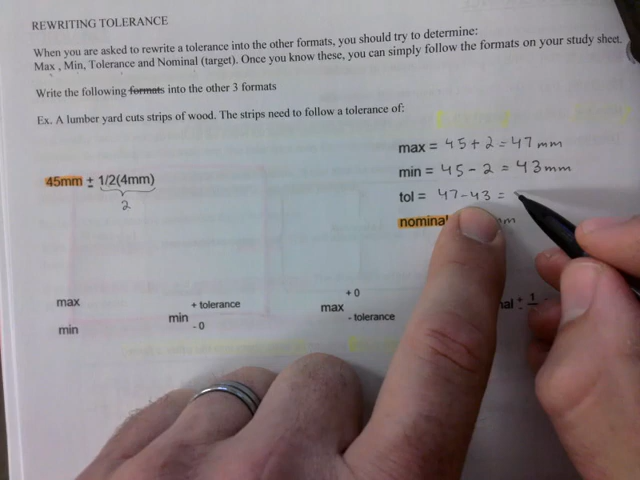 REWRITING TOLERANCE
When you are asked to rewrite a tolerance into the other formats, you should try to determine:
Max , Min, Tolerance and Nominal (target). Once you know these, you can simply follow the formats on your study sheet.
Write the following formats into the other 3 formats
Ex. A lumber yard cuts strips of wood. The strips need to follow a tolerance of:
max = 45 + 2 = 47 mm
45mm ± 1/2(4mm)
2
min = 45 - 2 = 43 mm
tol = 47 - 43 =
nominal mm
max
min
min + tolerance
- 0
max + 0
- tolerance
nal ± 1